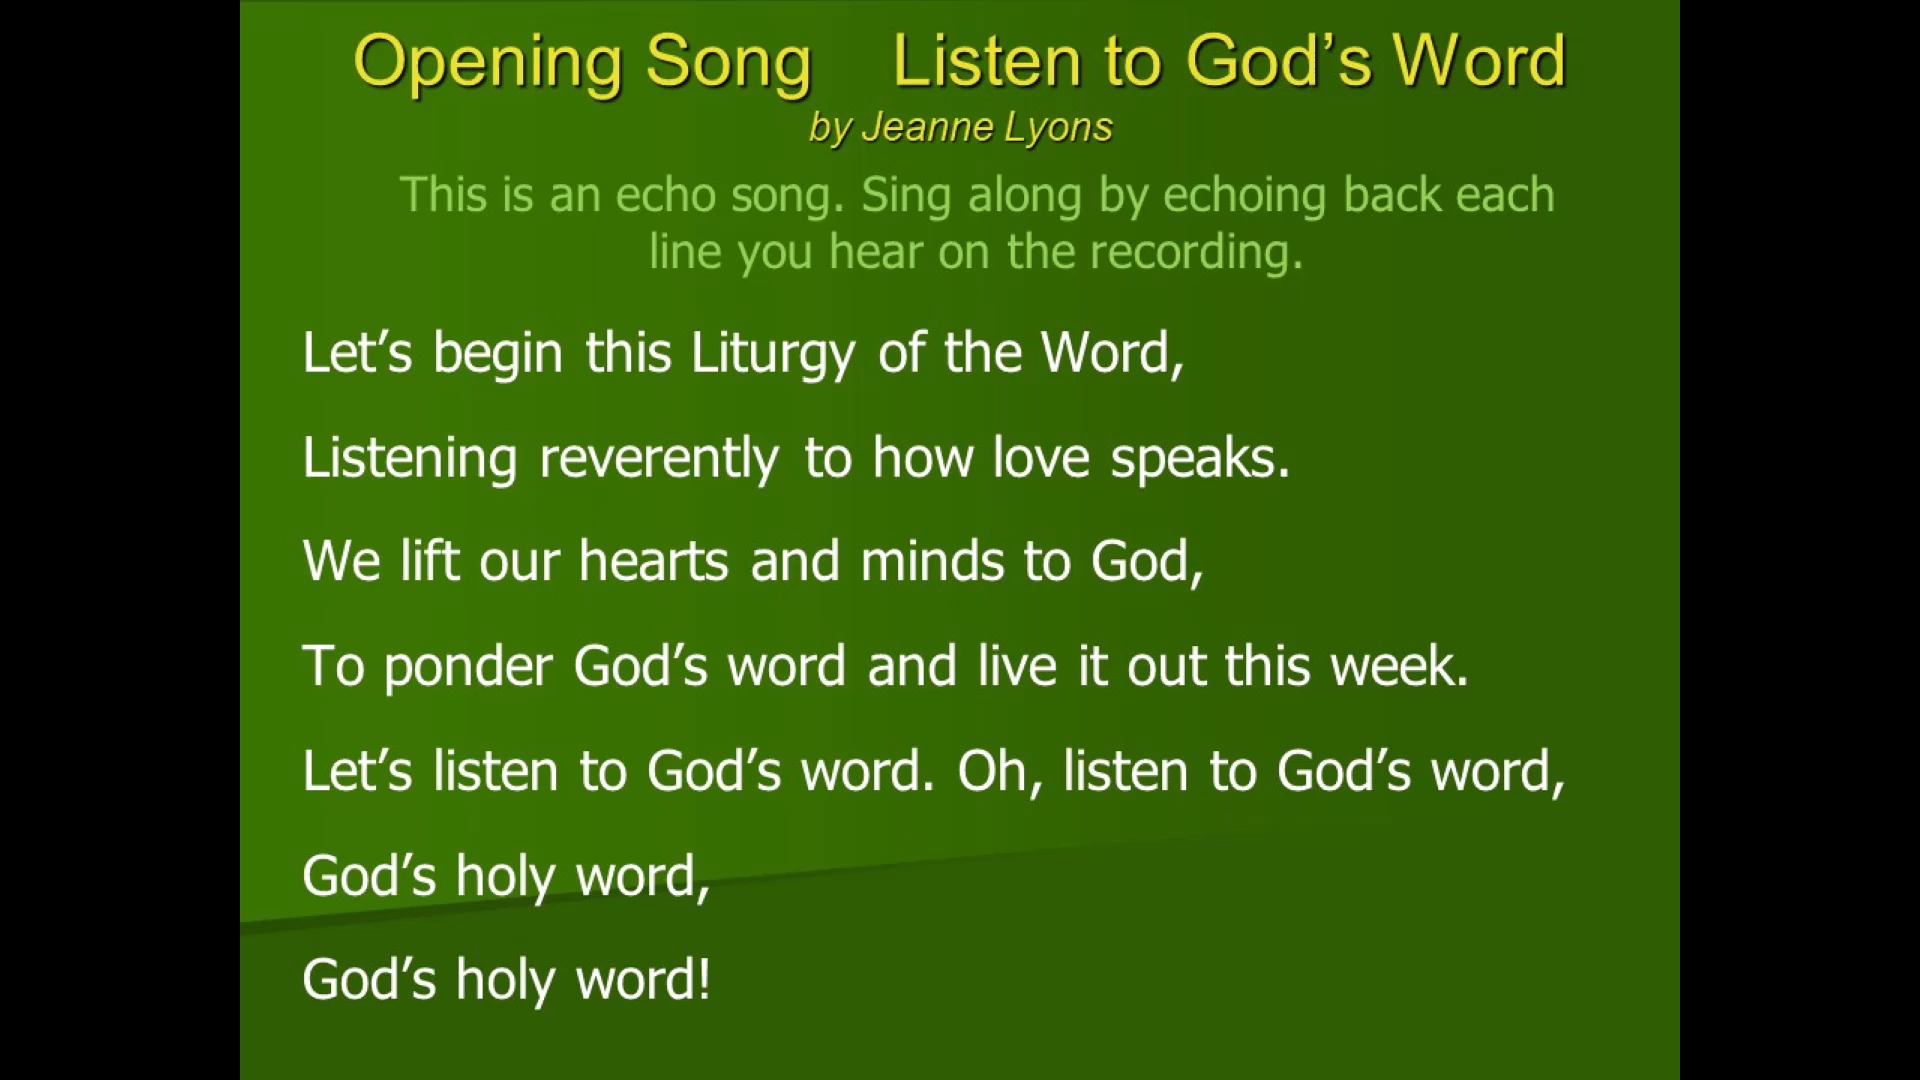 Opening Song Listen to God’s Word
by Jeanne Lyons
This is an echo song. Sing along by echoing back each
line you hear on the recording.
Let’s begin this Liturgy of the Word,
Listening reverently to how love speaks.
We lift our hearts and minds to God,
To ponder God’s word and live it out this week.
Let’s listen to God’s word. Oh, listen to God’s word,
God’s holy word,
God’s holy word!